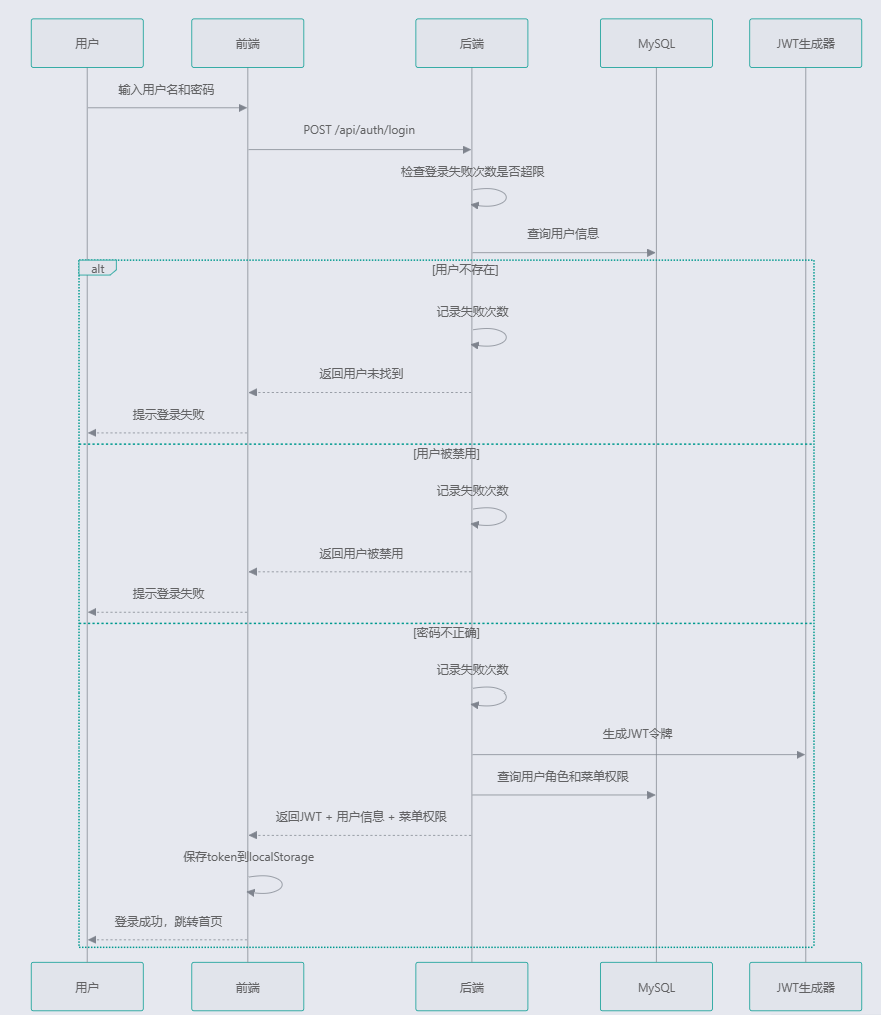 用户
前端
后端
MySQL
JWT生成器
输入用户名和密码
POST /api/auth/login
检查登录失败次数是否超限
查询用户信息
alt
[用户不存在]
记录失败次数
返回用户未找到
提示登录失败
[用户被禁用]
记录失败次数
返回用户被禁用
提示登录失败
[密码不正确]
记录失败次数
生成JWT令牌
查询用户角色和菜单权限
返回JWT + 用户信息 + 菜单权限
保存token到localStorage
登录成功，跳转首页
用户
前端
后端
MySQL
JWT生成器